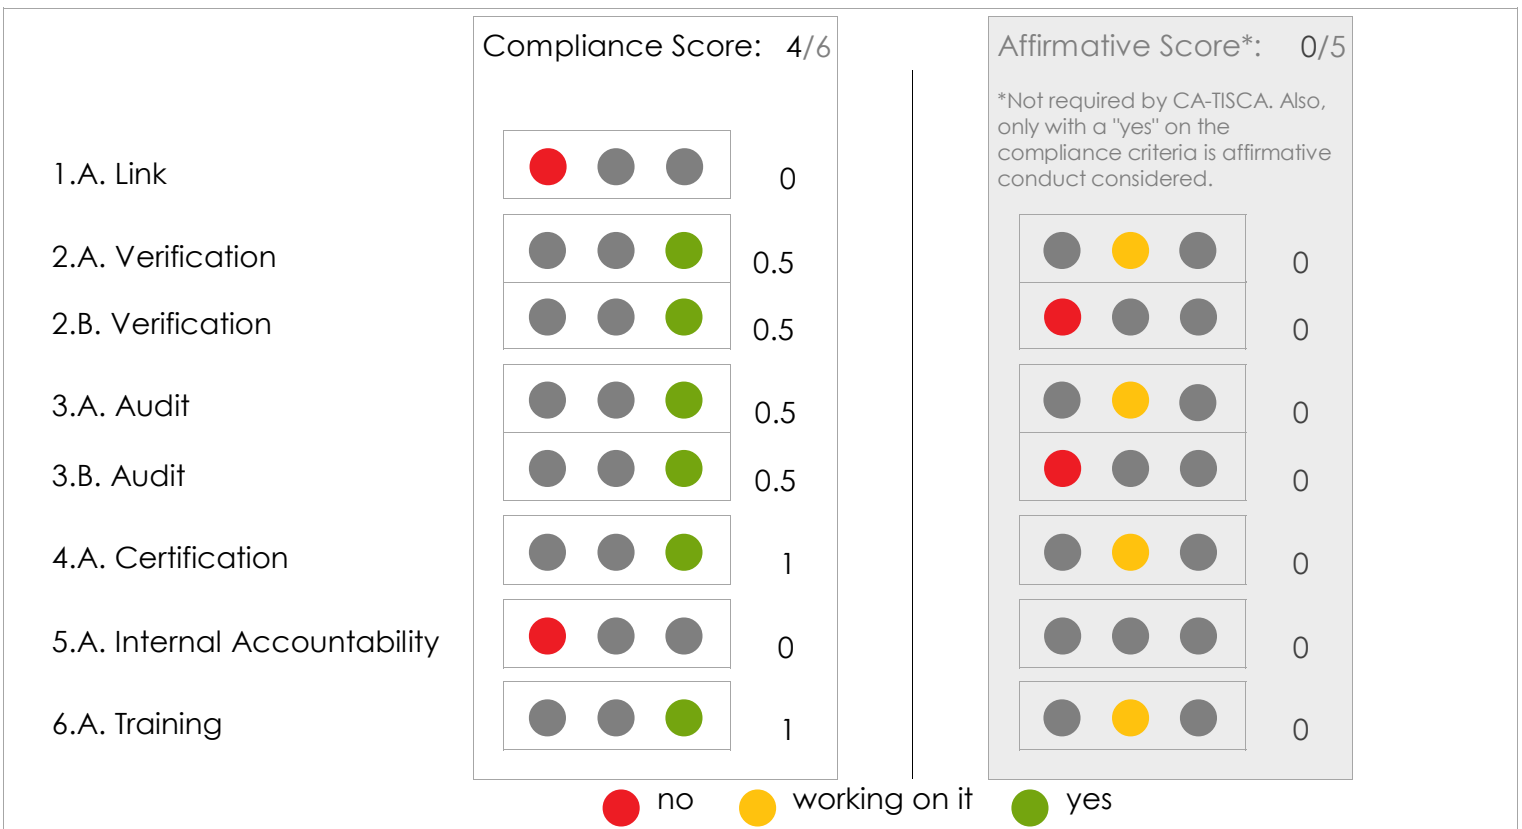 Compliance Score: 4/6
Affirmative Score*: 0/5
*Not required by CA-TISCA. Also,
only with a "yes" on the
compliance criteria is affirmative
conduct considered.
1.A. Link 0
2.A. Verification 0.5 0
2.B. Verification 0.5 0
3.A. Audit 0.5 0
3.B. Audit 0.5 0
4.A. Certification 1 0
5.A. Internal Accountability 0 0
6.A. Training 1 0
no working on it yes